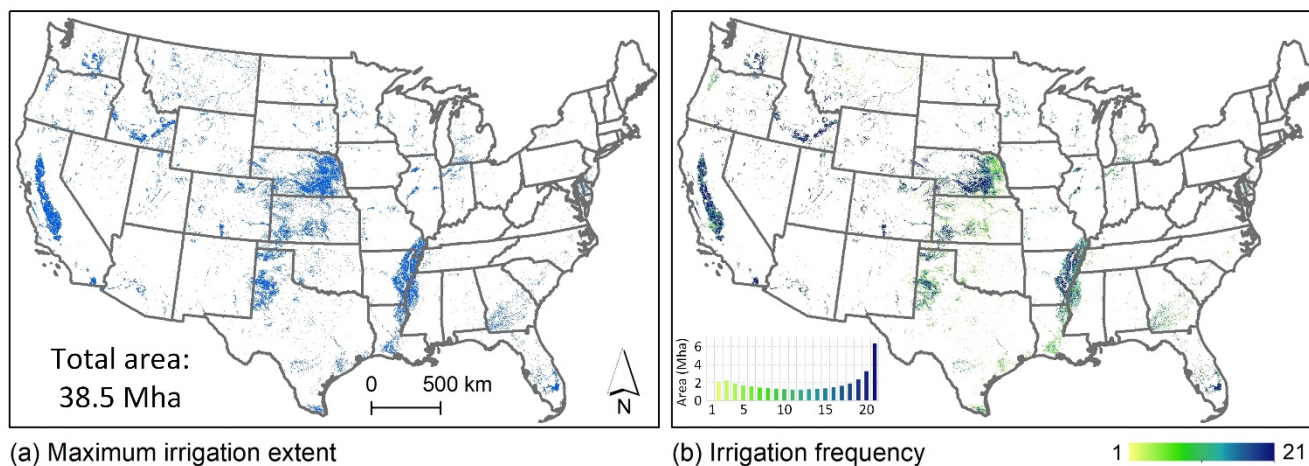 Total area:
38.5 Mha
0 500 km
N
(a) Maximum irrigation extent
Area (Mha)
6
4
2
0
1 5 10 15 20
(b) Irrigation frequency
1 21